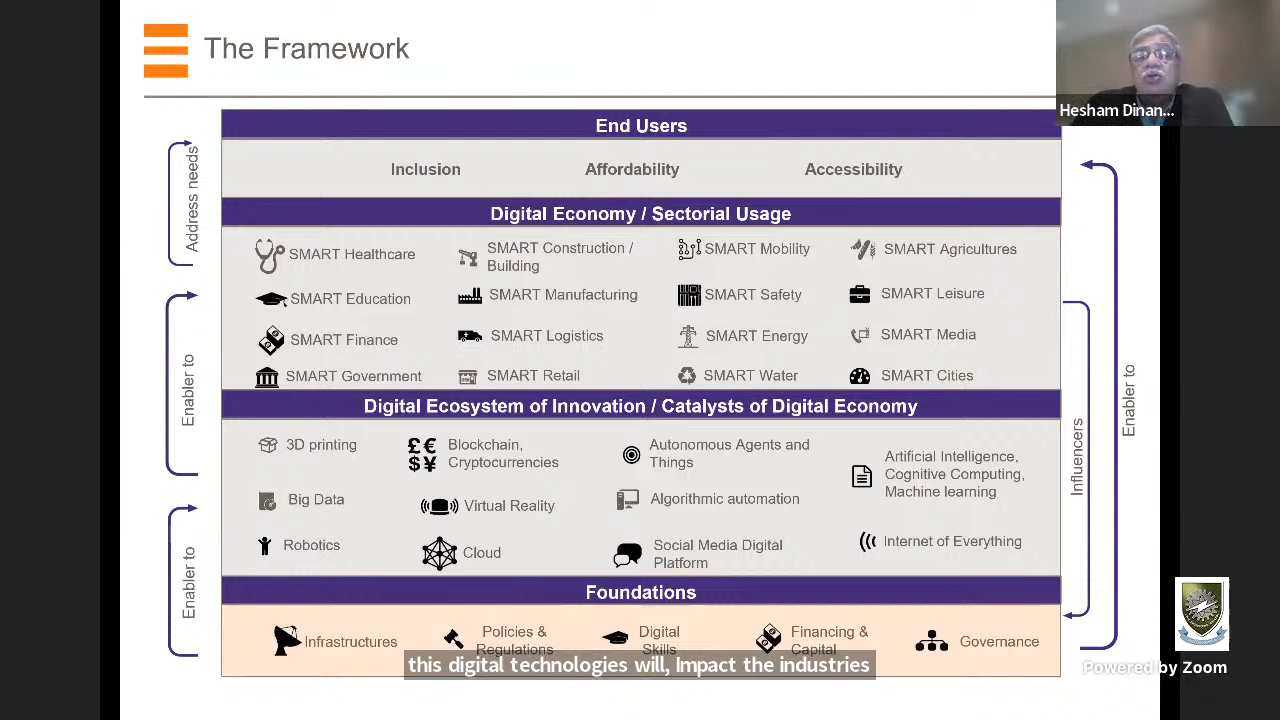 The Framework
Hesham Dinan...
End Users
Inclusion Affordability Accessibility
Address needs
Digital Economy / Sectorial Usage
SMART Healthcare
SMART Construction /
Building
SMART Mobility
SMART Agricultures
SMART Education
SMART Manufacturing
SMART Safety
SMART Leisure
SMART Finance
SMART Logistics
SMART Energy
SMART Media
SMART Government
SMART Retail
SMART Water
SMART Cities
Enabler to
Digital Ecosystem of Innovation / Catalysts of Digital Economy
3D printing
Blockchain,
Cryptocurrencies
Autonomous Agents and
Things
Artificial Intelligence,
Cognitive Computing,
Machine learning
Big Data
Virtual Reality
Algorithmic automation
Robotics
Cloud
Social Media Digital
Platform
Internet of Everything
£€
$¥
Enabler to
Influencers
Enabler to
Foundations
Infrastructures
Policies &
Regulations
Digital
Skills
Financing &
Capital
Governance
this digital technologies will, Impact the industries
Powered by Zoom